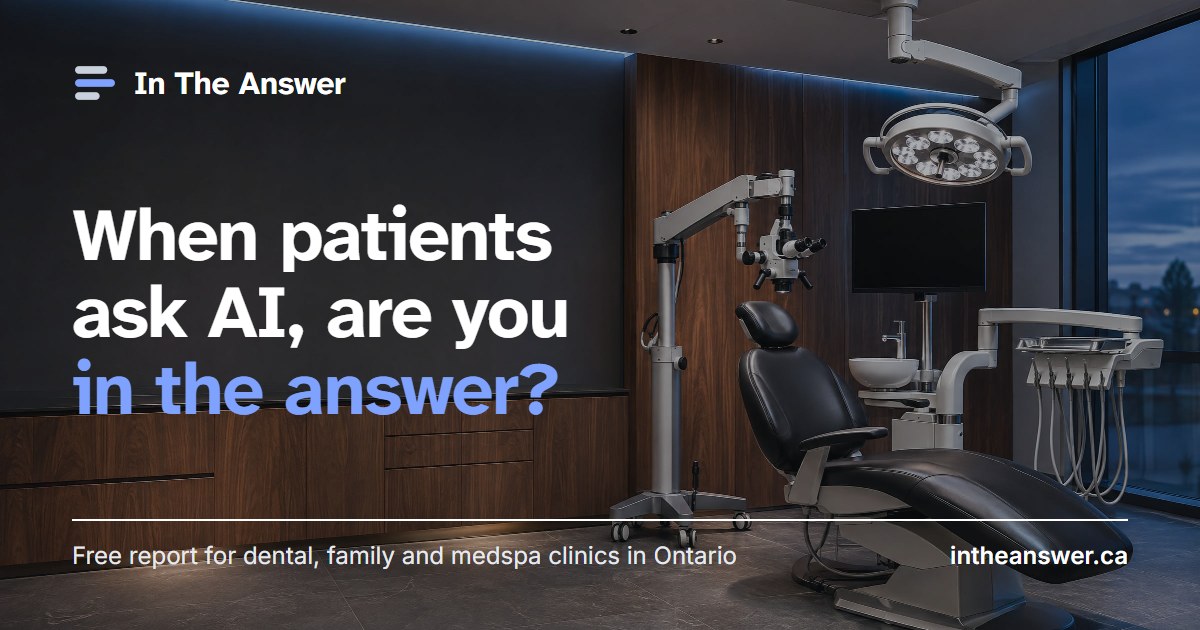 In The Answer
When patients
ask AI, are you
in the answer?
Free report for dental, family and medspa clinics in Ontario
intheanswer.ca